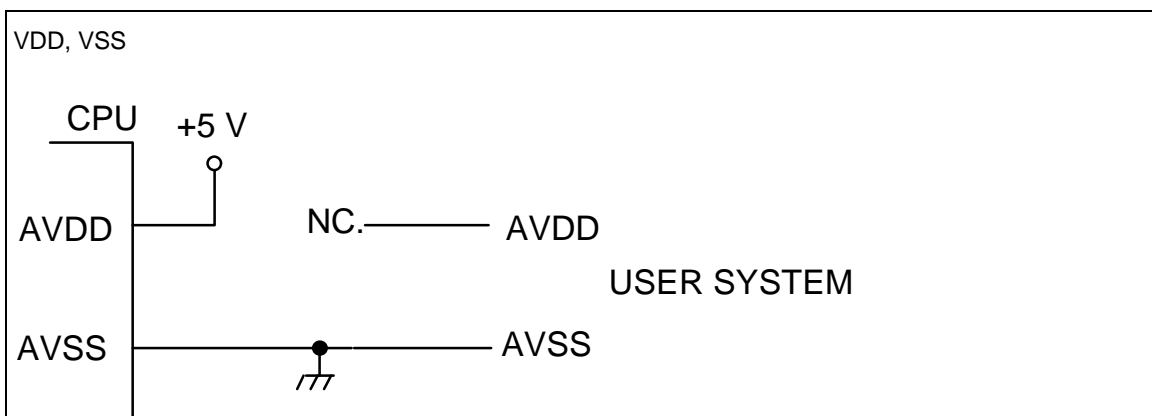 VDD, VSS
CPU
+5 V
AVDD
NC.
AVDD
USER SYSTEM
AVSS
AVSS